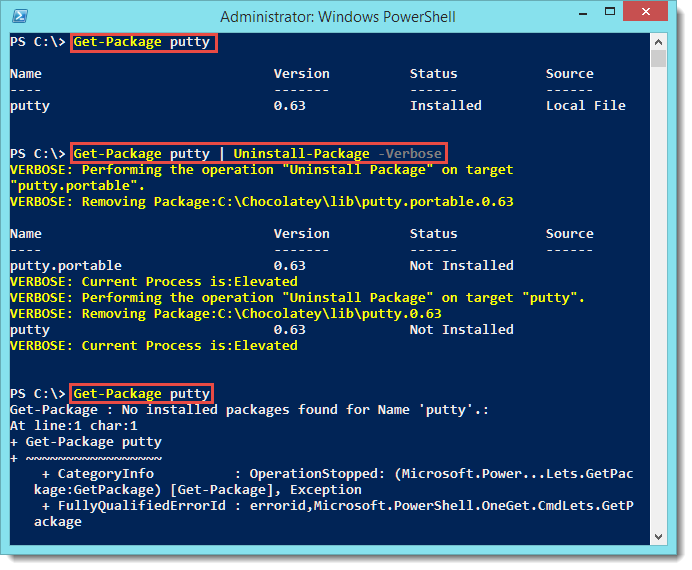 Administrator: Windows PowerShell
PS C:\> Get-Package putty
Name Version Status Source
---- ------- ------ ------
putty 0.63 Installed Local File
PS C:\> Get-Package putty | Uninstall-Package -Verbose
VERBOSE: Performing the operation "Uninstall Package" on target
"putty.portable".
VERBOSE: Removing Package:C:\Chocolatey\lib\putty.portable.0.63
Name Version Status Source
---- ------- ------ ------
putty.portable 0.63 Not Installed
VERBOSE: Current Process is:Elevated
VERBOSE: Performing the operation "Uninstall Package" on target "putty".
VERBOSE: Removing Package:C:\Chocolatey\lib\putty.0.63
putty 0.63 Not Installed
VERBOSE: Current Process is:Elevated
PS C:\> Get-Package putty
Get-Package : No installed packages found for Name 'putty'.:
At line:1 char:1
+ Get-Package putty
+ ~~~~~~~~~~~~~~~~~
+ CategoryInfo : OperationStopped: (Microsoft.Power...Lets.GetPac
kage:GetPackage) [Get-Package], Exception
+ FullyQualifiedErrorId : errorid,Microsoft.PowerShell.OneGet.CmdLets.GetP
ackage